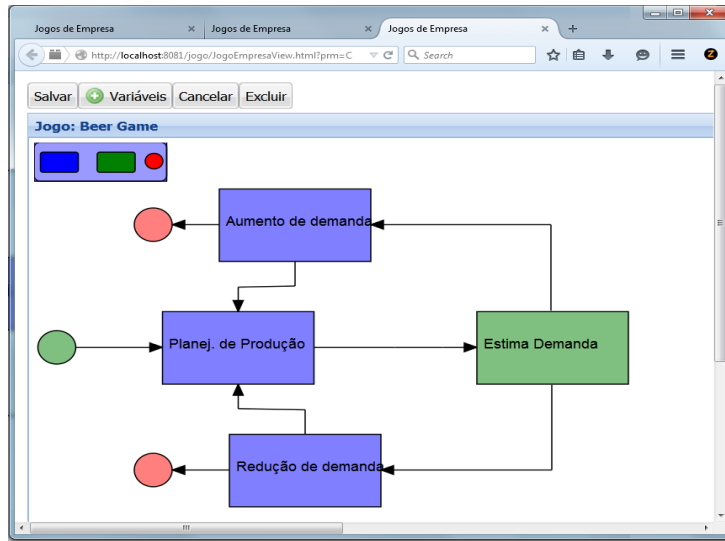 Jogos de Empresa
Jogos de Empresa
Jogos de Empresa
http://localhost:8081/jogo/JogoEmpresaView.html?prm=C
Search
Salvar
Variáveis
Cancelar
Excluir
Jogo: Beer Game
Aumento de demanda
Planej. de Produção
Estima Demanda
Redução de demanda